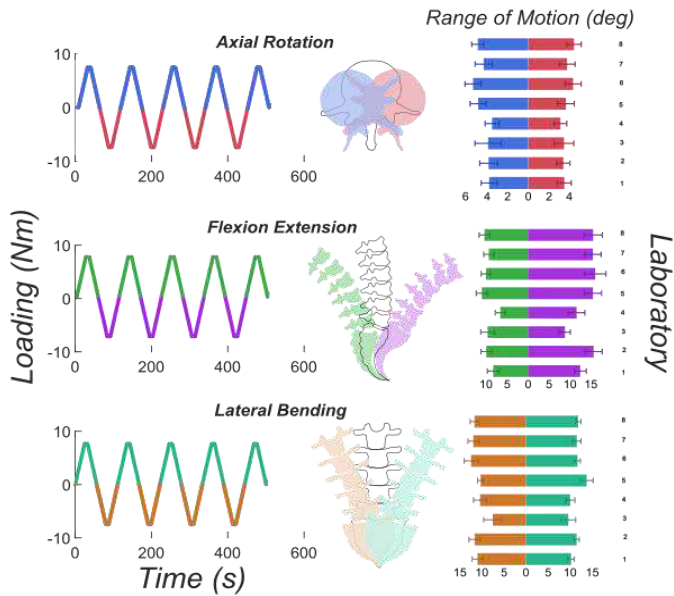 Range of Motion (deg)
Axial Rotation
10
0
-10
0 200 400 600
8
7
6
5
4
3
2
1
6 4 2 0 2 4
Flexion Extension
10
0
-10
0 200 400 600
8
7
6
5
4
3
2
1
10 5 0 5 10 15
Lateral Bending
10
0
-10
0 200 400 600
8
7
6
5
4
3
2
1
15 10 5 0 5 10 15
Loading (Nm)
Time (s)
Laboratory